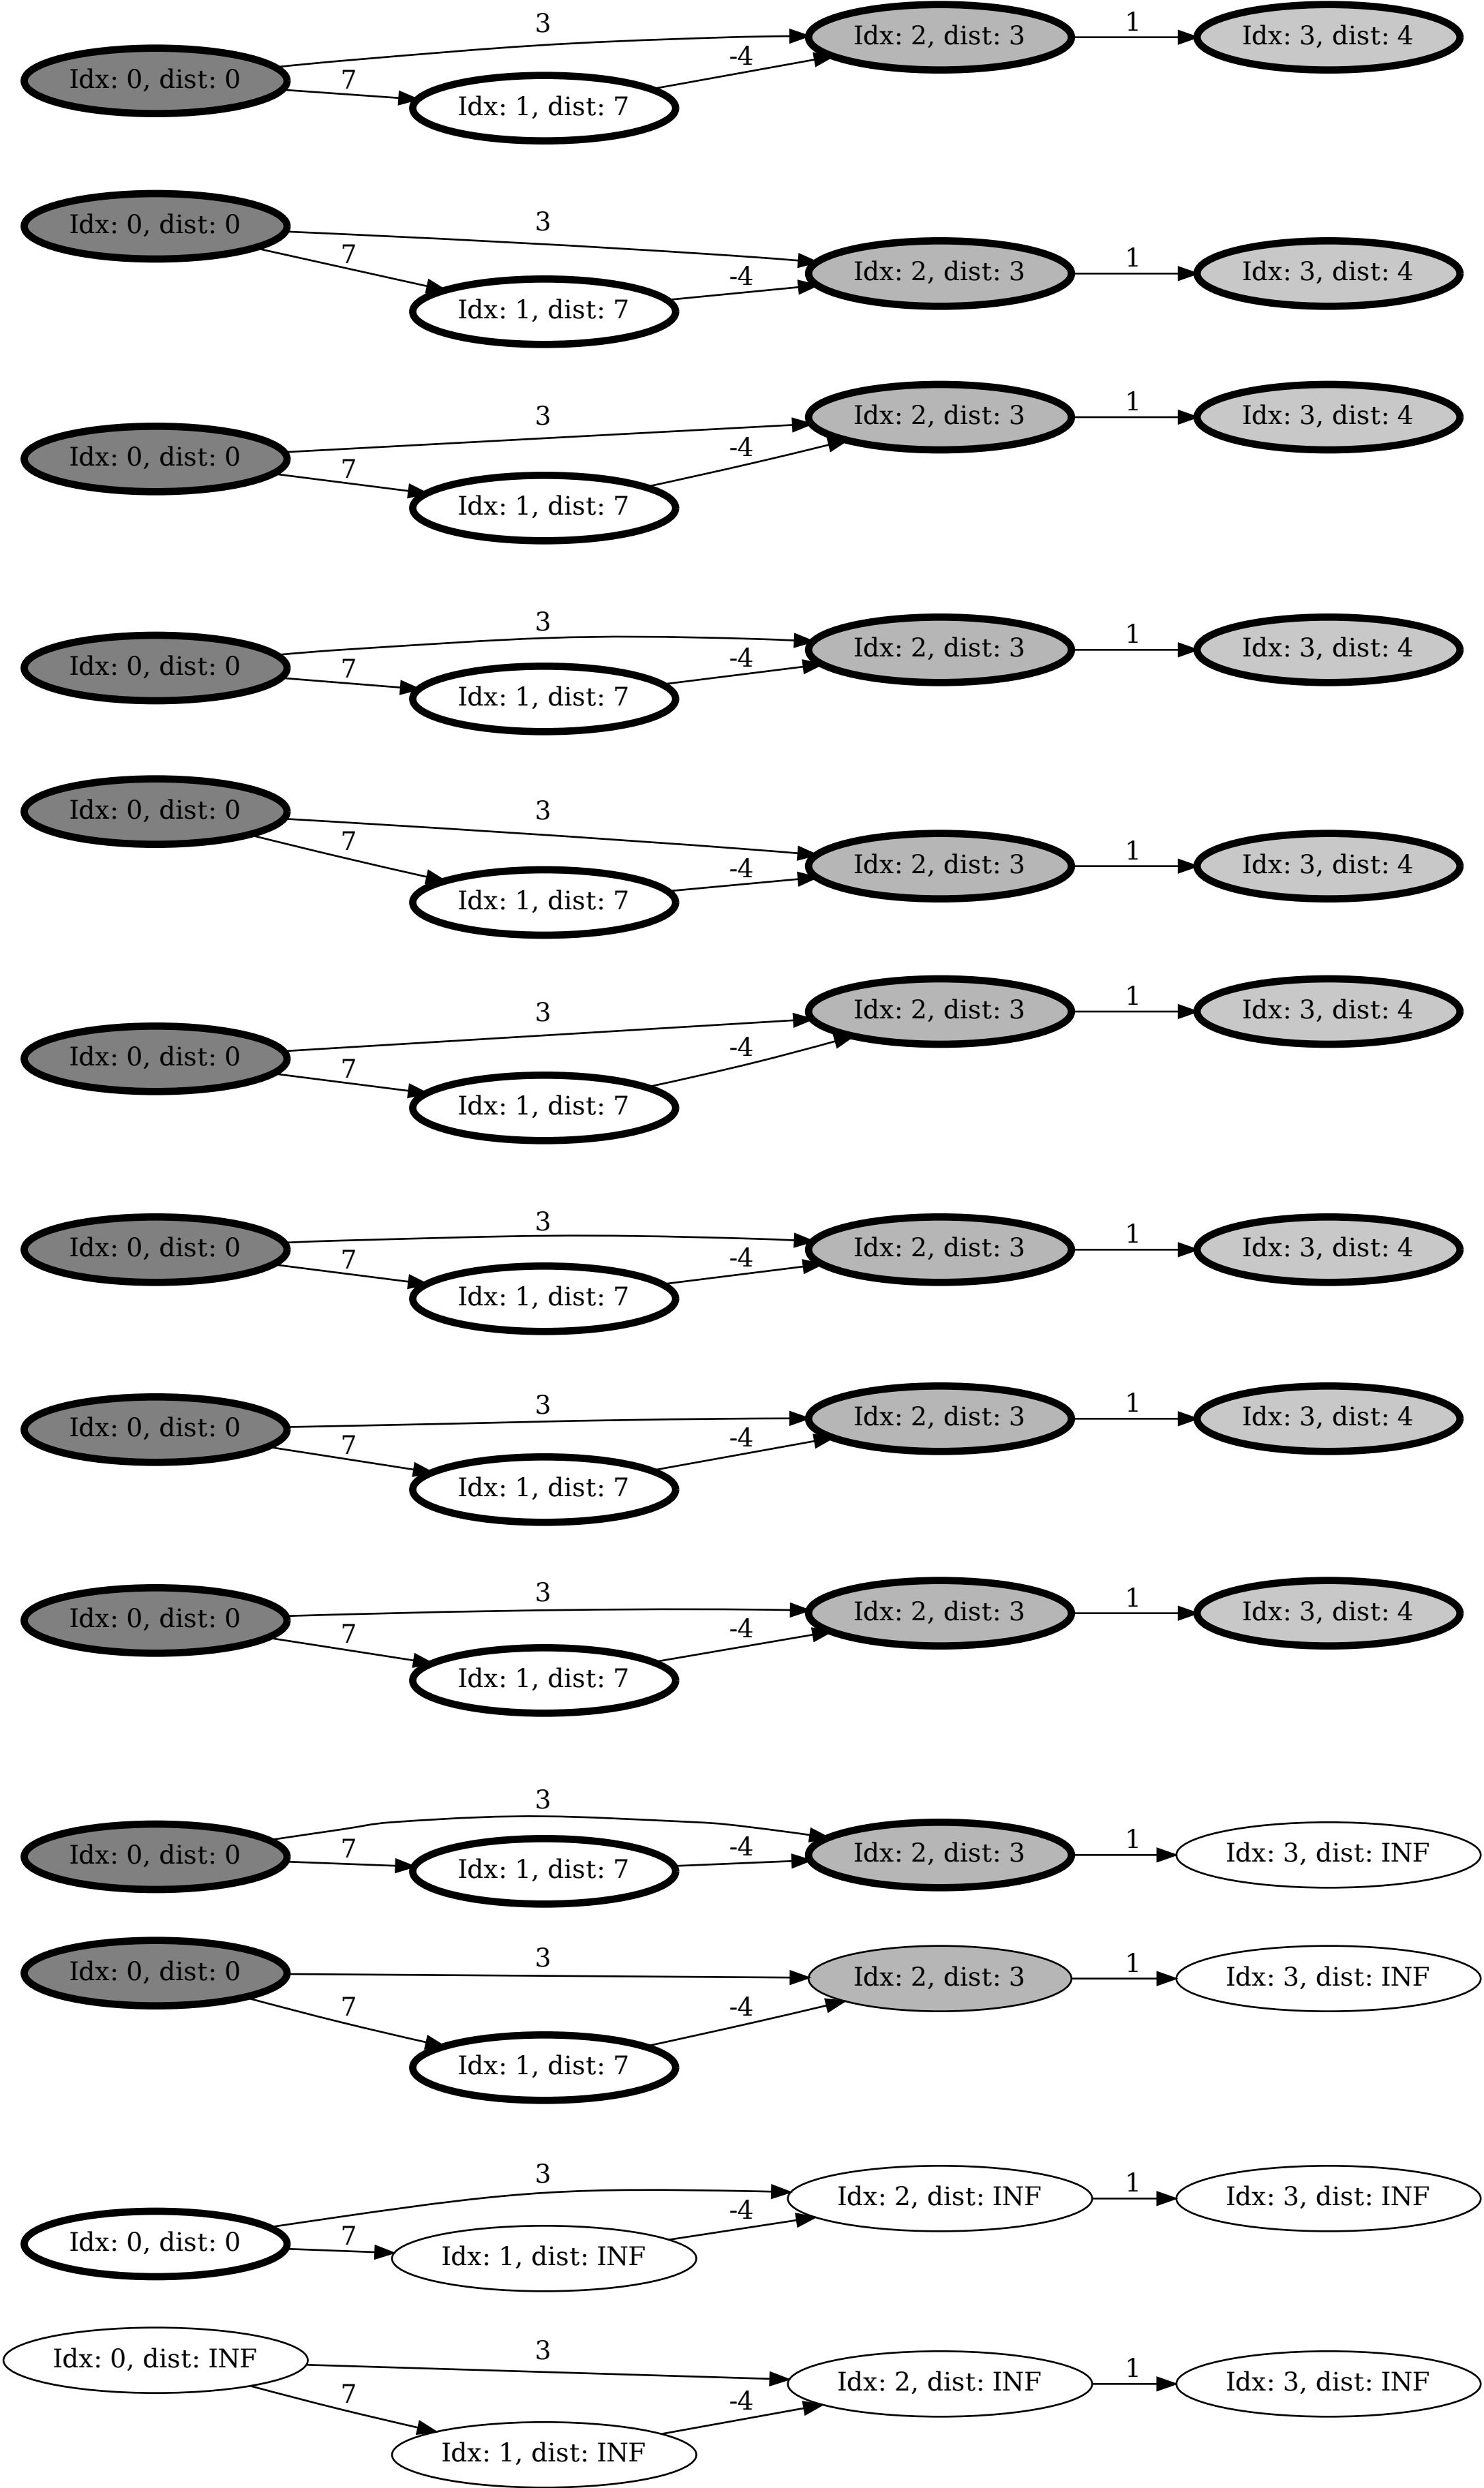 3
Idx: 2, dist: 3
1
Idx: 3, dist: 4
Idx: 0, dist: 0
7
-4
Idx: 1, dist: 7
Idx: 0, dist: 0
3
7
-4
Idx: 2, dist: 3
1
Idx: 3, dist: 4
Idx: 1, dist: 7
3
Idx: 2, dist: 3
1
Idx: 3, dist: 4
Idx: 0, dist: 0
7
-4
Idx: 1, dist: 7
3
Idx: 0, dist: 0
7
-4
Idx: 2, dist: 3
1
Idx: 3, dist: 4
Idx: 1, dist: 7
Idx: 0, dist: 0
3
7
-4
Idx: 2, dist: 3
1
Idx: 3, dist: 4
Idx: 1, dist: 7
3
Idx: 2, dist: 3
1
Idx: 3, dist: 4
Idx: 0, dist: 0
7
-4
Idx: 1, dist: 7
3
Idx: 0, dist: 0
7
-4
Idx: 2, dist: 3
1
Idx: 3, dist: 4
Idx: 1, dist: 7
3
Idx: 0, dist: 0
7
-4
Idx: 2, dist: 3
1
Idx: 3, dist: 4
Idx: 1, dist: 7
3
Idx: 0, dist: 0
7
-4
Idx: 2, dist: 3
1
Idx: 3, dist: 4
Idx: 1, dist: 7
3
Idx: 0, dist: 0
7
-4
Idx: 2, dist: 3
1
Idx: 3, dist: INF
Idx: 1, dist: 7
3
Idx: 0, dist: 0
7
-4
Idx: 2, dist: 3
1
Idx: 3, dist: INF
Idx: 1, dist: 7
3
Idx: 0, dist: 0
7
-4
Idx: 2, dist: INF
1
Idx: 3, dist: INF
Idx: 1, dist: INF
Idx: 0, dist: INF
3
7
-4
Idx: 2, dist: INF
1
Idx: 3, dist: INF
Idx: 1, dist: INF